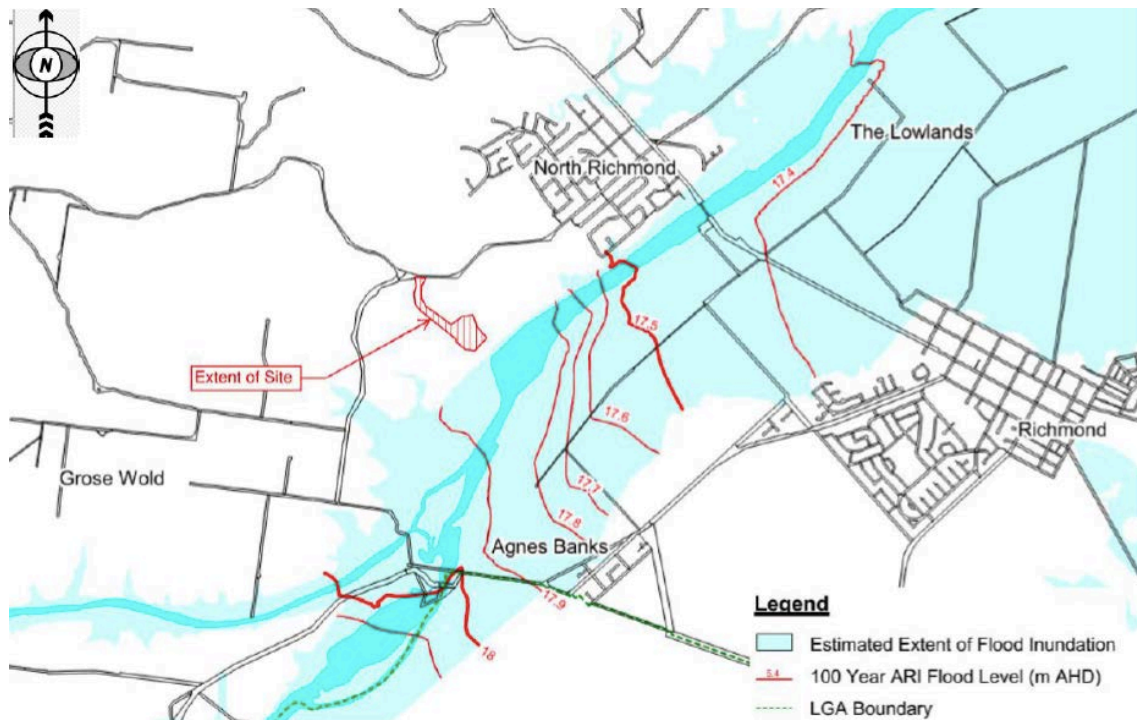 N
The Lowlands
North Richmond
17.4
17.5
Extent of Site
17.6
Richmond
Grose Wold
17.7
17.8
Agnes Banks
17.9
18
Legend
Estimated Extent of Flood Inundation
5.4
100 Year ARI Flood Level (m AHD)
LGA Boundary